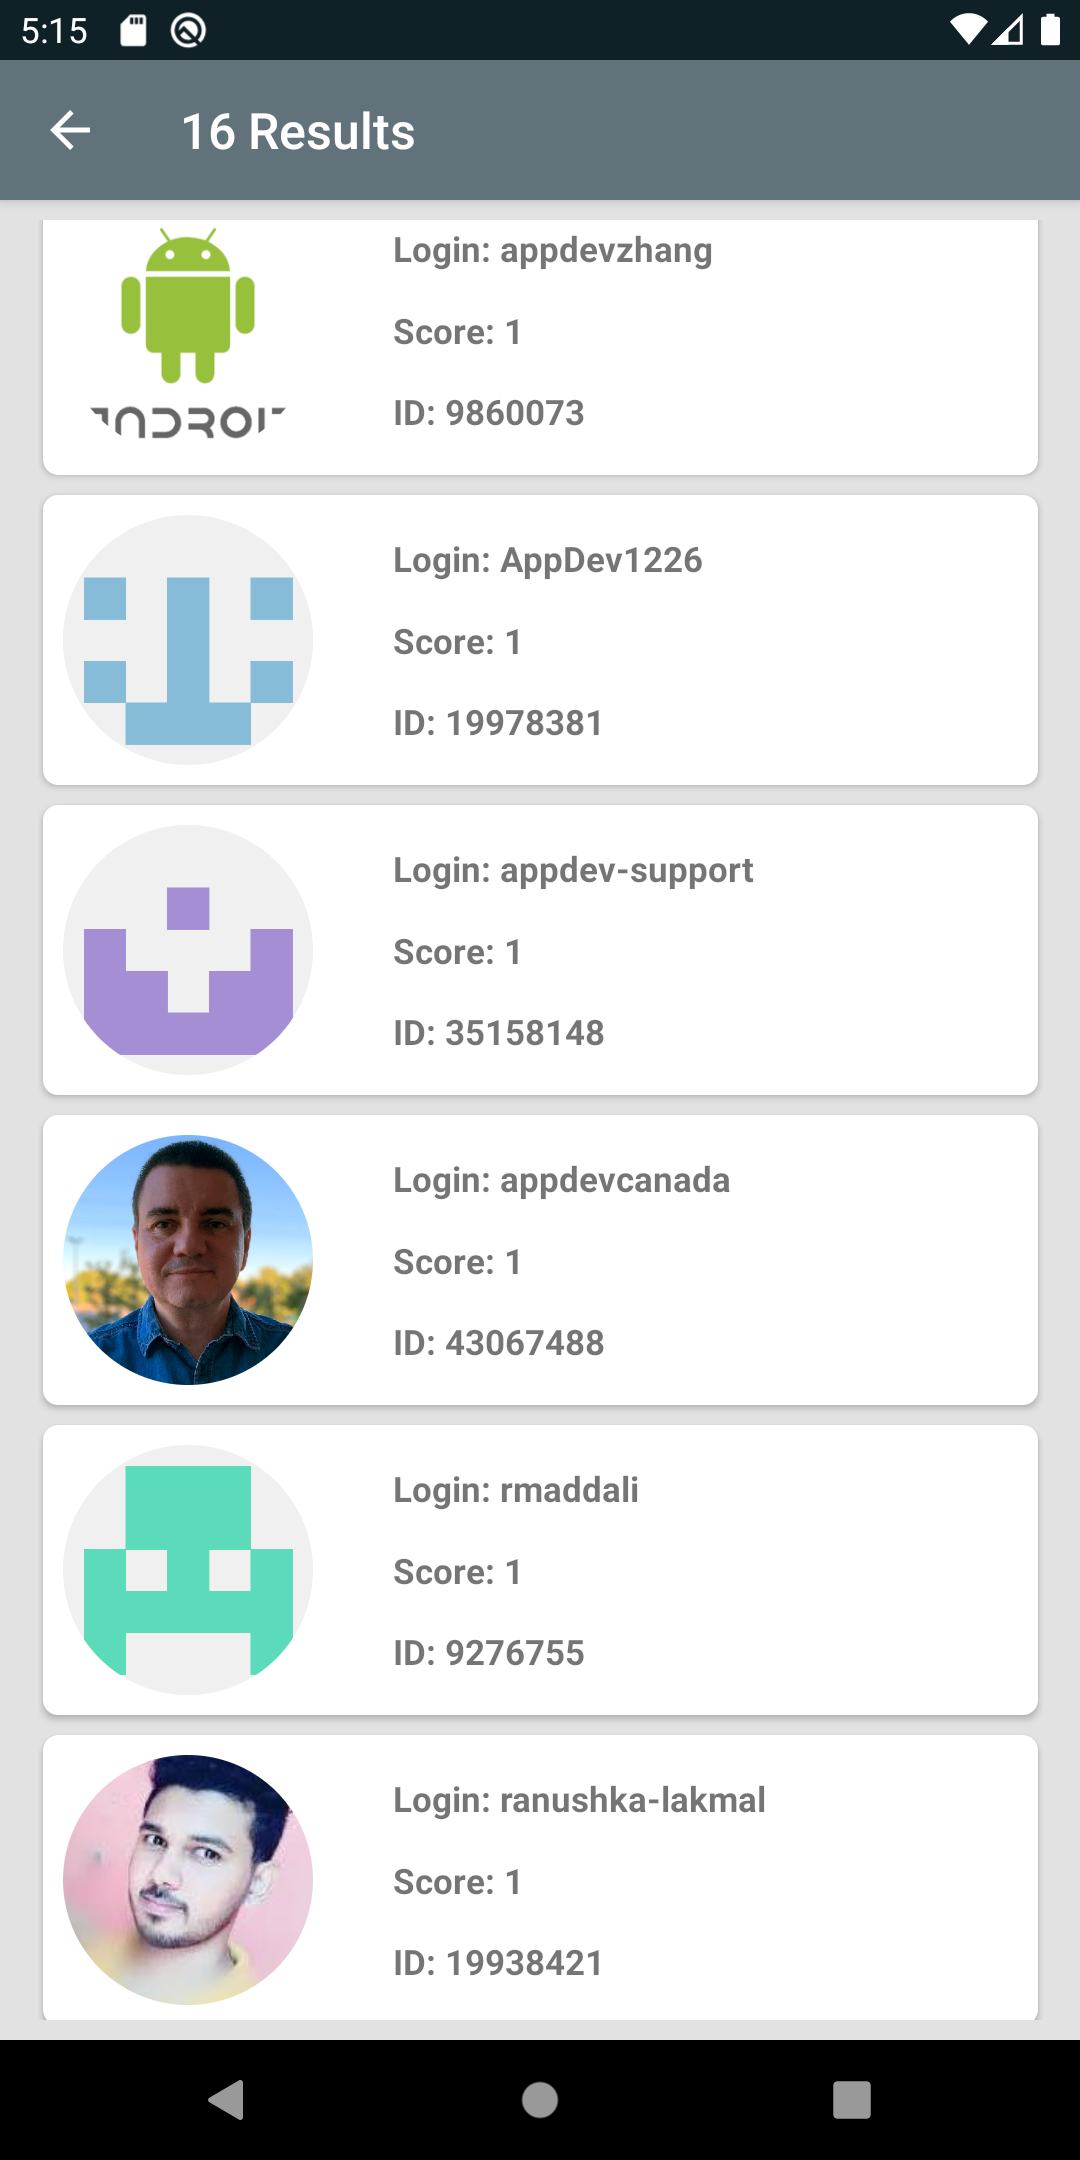 5:15
16 Results
Login: appdevzhang
Score: 1
ID: 9860073
Login: AppDev1226
Score: 1
ID: 19978381
Login: appdev-support
Score: 1
ID: 35158148
Login: appdevcanada
Score: 1
ID: 43067488
Login: rmaddali
Score: 1
ID: 9276755
Login: ranushka-lakmal
Score: 1
ID: 19938421